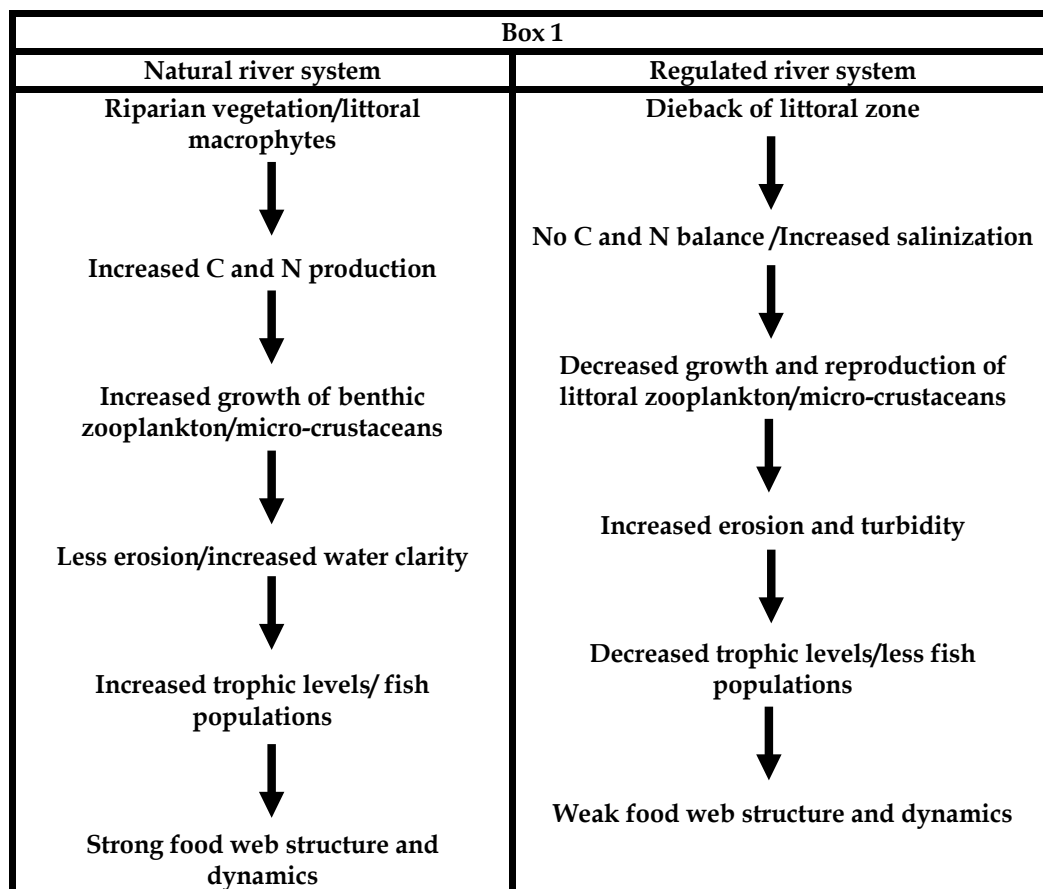 Box 1
Natural river system
Riparian vegetation/littoral
macrophytes
Increased C and N production
Increased growth of benthic
zooplankton/micro-crustaceans
Less erosion/increased water clarity
Increased trophic levels/ fish
populations
Strong food web structure and
dynamics
Regulated river system
Dieback of littoral zone
No C and N balance /Increased salinization
Decreased growth and reproduction of
littoral zooplankton/micro-crustaceans
Increased erosion and turbidity
Decreased trophic levels/less fish
populations
Weak food web structure and dynamics